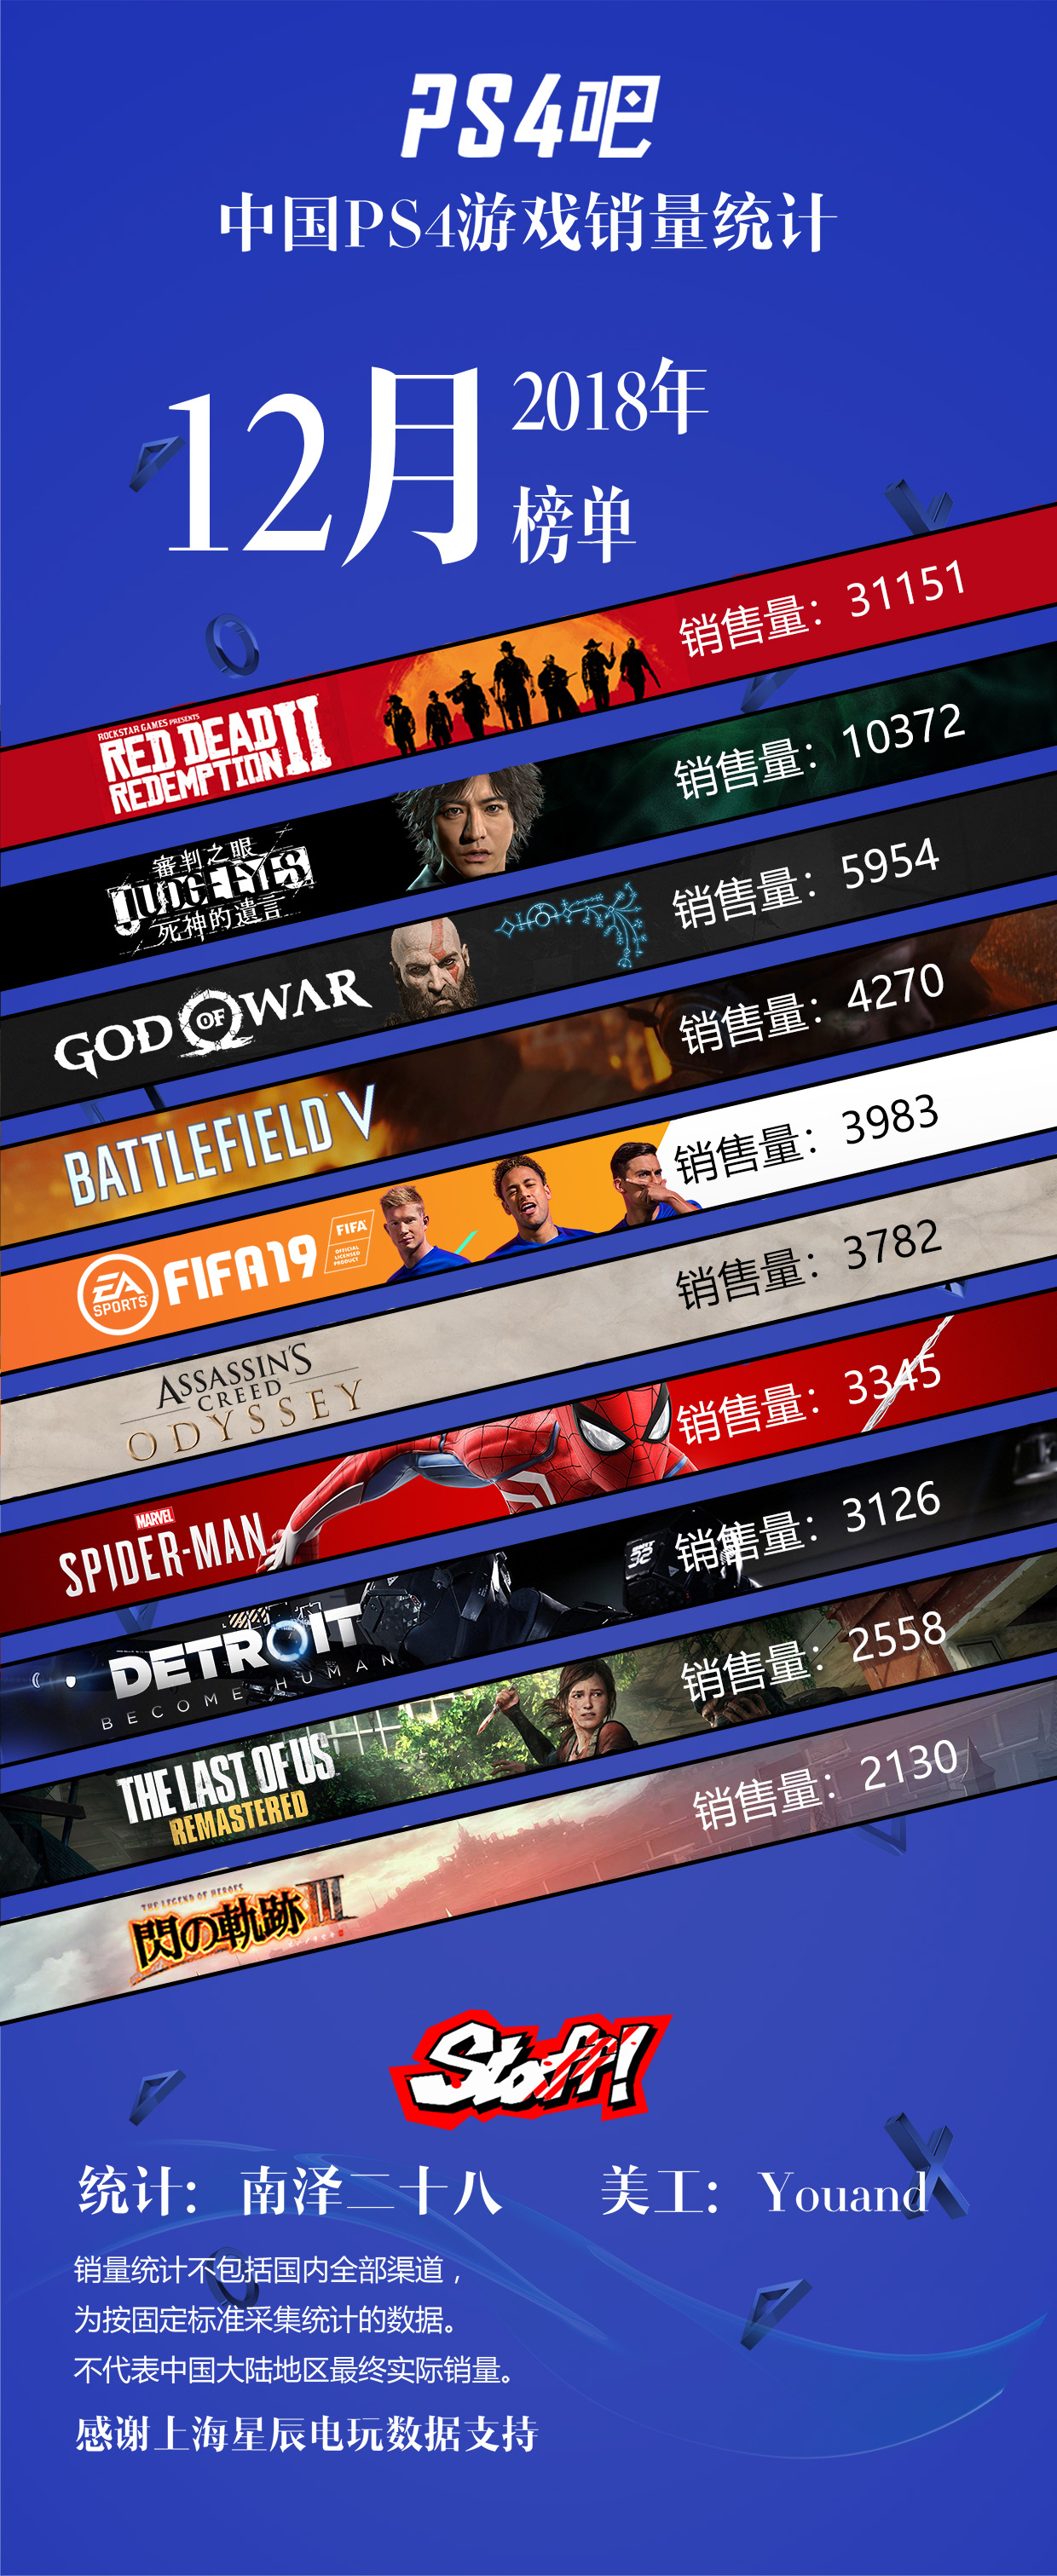 PS4吧
中国PS4游戏销量统计
12月
2018年
榜单
ROCKSTAR GAMES PRESENTS
RED DEAD
REDEMPTION II
销售量：31151
審判之眼
JUDGE EYES
死神的遺言
销售量：10372
GOD OF WAR
销售量：5954
BATTLEFIELD V
销售量：4270
EA
SPORTS
FIFA19
FIFA
OFFICIAL
LICENSED
PRODUCT
销售量：3983
ASSASSIN'S
CREED
ODYSSEY
销售量：3782
MARVEL
SPIDER-MAN
销售量：3345
DETROIT
BECOME HUMAN
销售量：3126
THE LAST OF US
REMASTERED
销售量：2558
THE LEGEND OF HEROES
閃の軌跡III
销售量：2130
Staff!
统计：南泽二十八
美工：Youand
销量统计不包括国内全部渠道，
为按固定标准采集统计的数据。
不代表中国大陆地区最终实际销量。
感谢上海星辰电玩数据支持